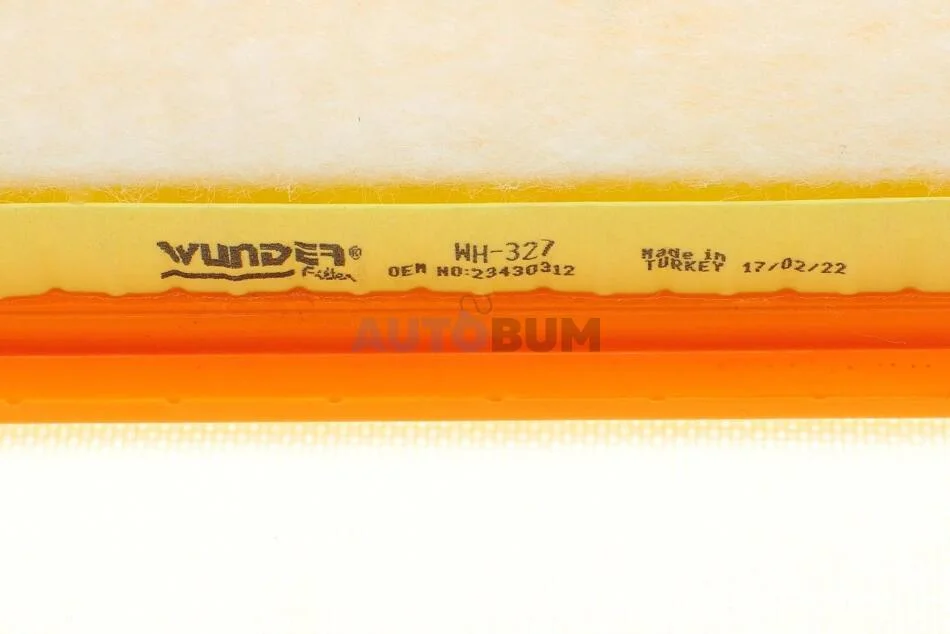 WUNDER®
Filter
WH-327
OEM NO:23430312
Made in
TURKEY 17/02/22
AUTOBUM